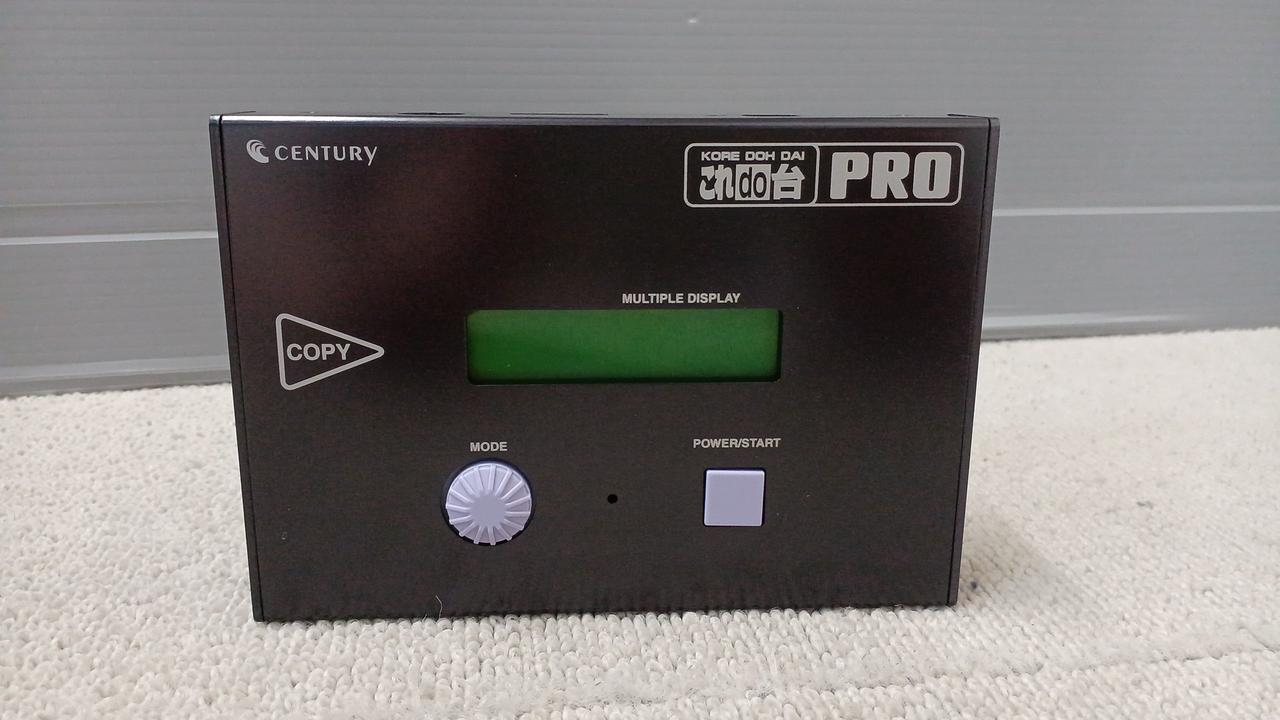 CENTURY
KORE DOH DAI
これdo台
PRO
MULTIPLE DISPLAY
COPY
MODE
POWER/START